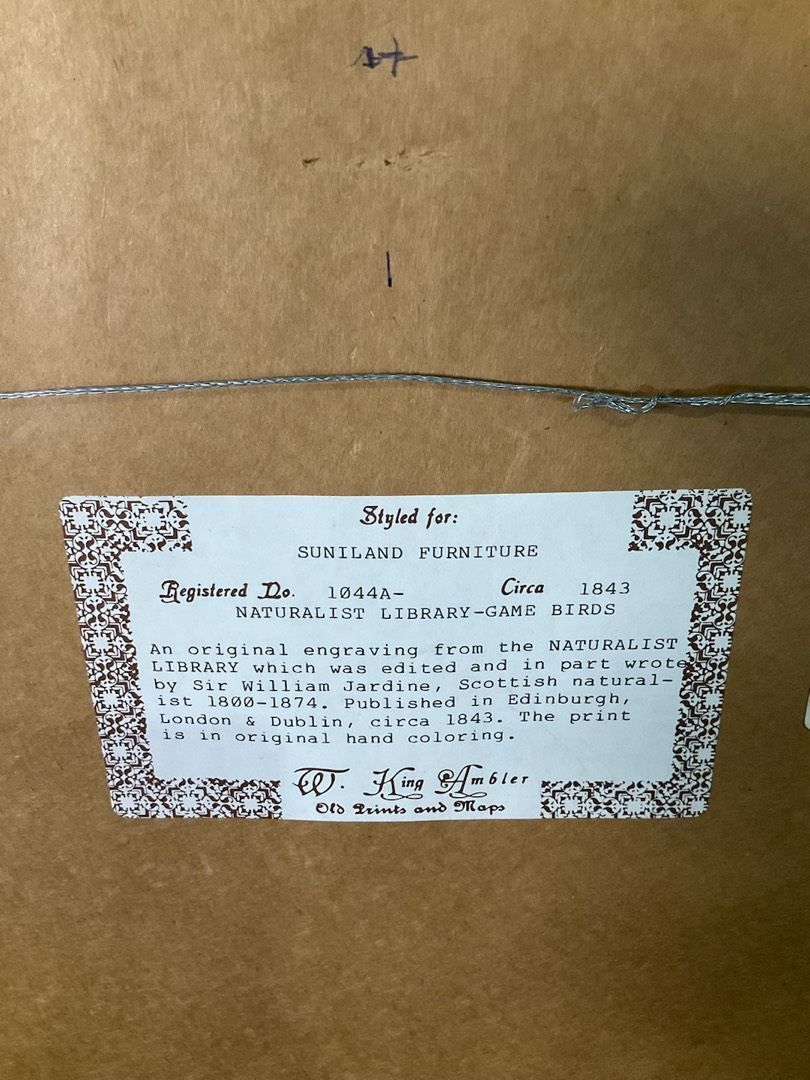 Styled for:
SUNILAND FURNITURE
Registered No. 1044A- Circa 1843
NATURALIST LIBRARY-GAME BIRDS
An original engraving from the NATURALIST
LIBRARY which was edited and in part wrote
by Sir William Jardine, Scottish natural-
ist 1800-1874. Published in Edinburgh,
London & Dublin, circa 1843. The print
is in original hand coloring.
W. King Ambler
Old Prints and Maps